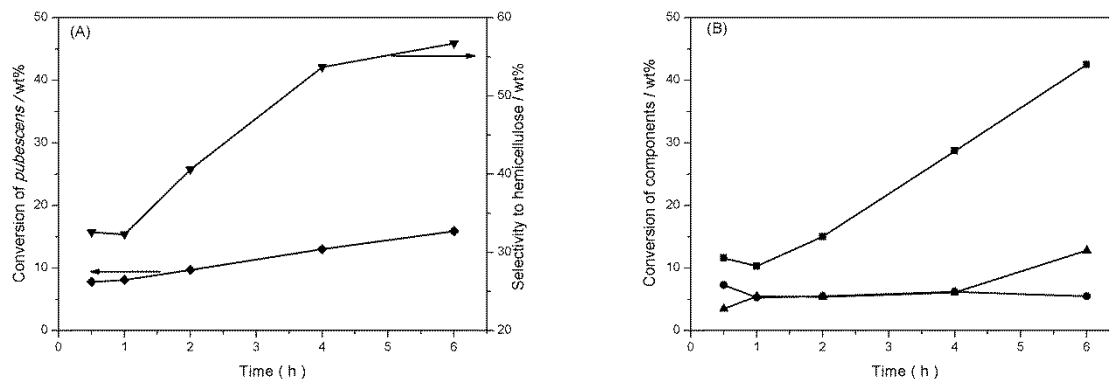 (A)
50
40
30
20
10
0
Conversion of pubescens / wt%
60
50
40
30
20
Selectivity to hemicellulose / wt%
0 1 2 3 4 5 6
Time ( h )
(B)
50
40
30
20
10
0
Conversion of components / wt%
0 1 2 3 4 5 6
Time ( h )